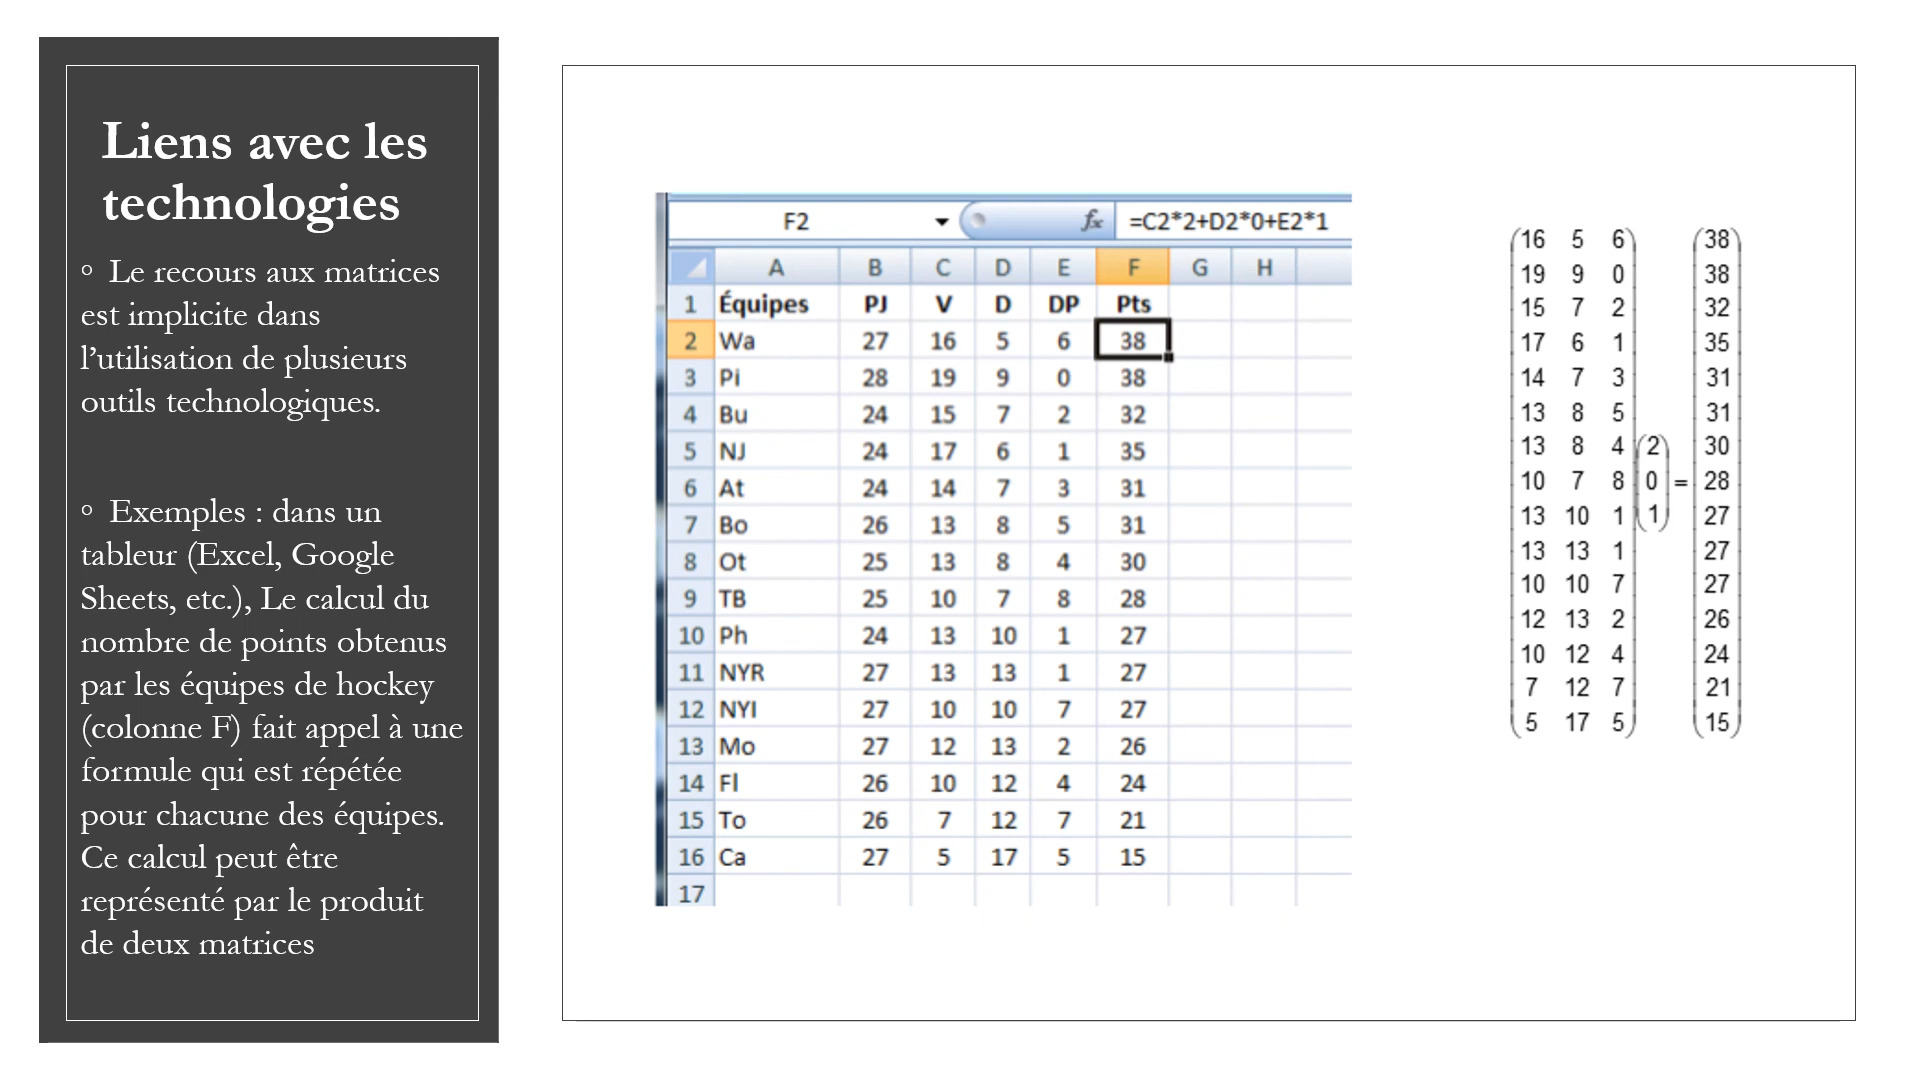 Liens avec les
technologies
◦ Le recours aux matrices
est implicite dans
l’utilisation de plusieurs
outils technologiques.
◦ Exemples : dans un
tableur (Excel, Google
Sheets, etc.), Le calcul du
nombre de points obtenus
par les équipes de hockey
(colonne F) fait appel à une
formule qui est répétée
pour chacune des équipes.
Ce calcul peut être
représenté par le produit
de deux matrices
F2 fx =C2*2+D2*0+E2*1
A B C D E F G H
1 Équipes PJ V D DP Pts
2 Wa 27 16 5 6 38
3 Pi 28 19 9 0 38
4 Bu 24 15 7 2 32
5 NJ 24 17 6 1 35
6 At 24 14 7 3 31
7 Bo 26 13 8 5 31
8 Ot 25 13 8 4 30
9 TB 25 10 7 8 28
10 Ph 24 13 10 1 27
11 NYR 27 13 13 1 27
12 NYI 27 10 10 7 27
13 Mo 27 12 13 2 26
14 Fl 26 10 12 4 24
15 To 26 7 12 7 21
16 Ca 27 5 17 5 15
17
16 5 6 38
19 9 0 38
15 7 2 32
17 6 1 35
14 7 3 31
13 8 5 31
13 8 4 2 30
10 7 8 0 = 28
13 10 1 1 27
13 13 1 27
10 10 7 27
12 13 2 26
10 12 4 24
7 12 7 21
5 17 5 15